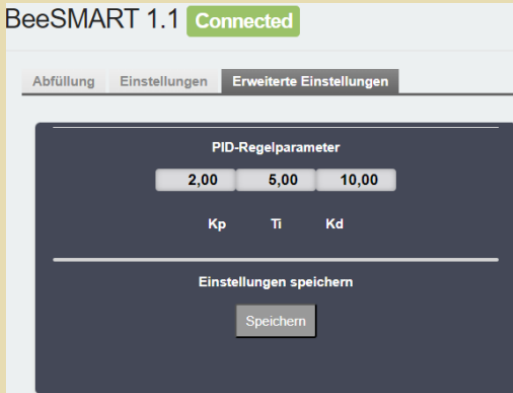 BeeSMART 1.1 Connected
Abfüllung Einstellungen Erweiterte Einstellungen
PID-Regelparameter
2,00 5,00 10,00
Kp Ti Kd
Einstellungen speichern
Speichern